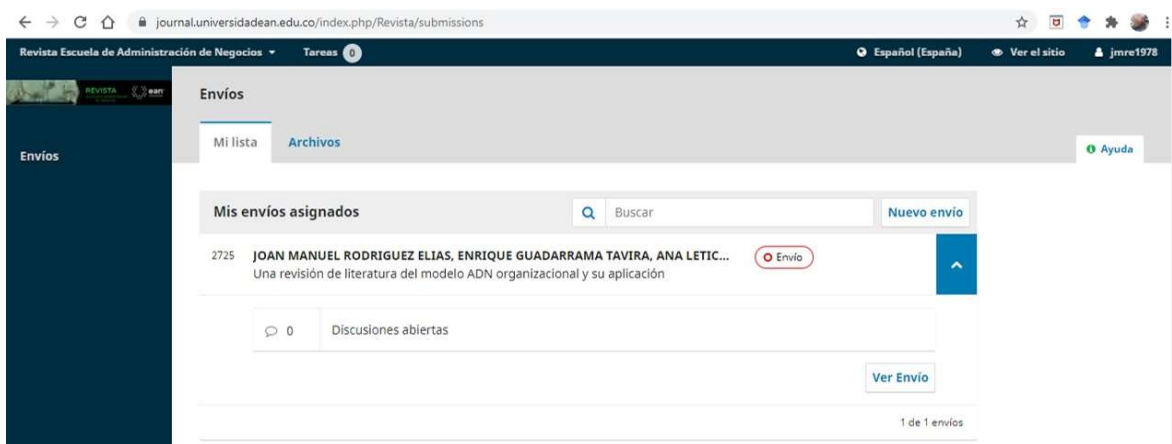 journal.universidadean.edu.co/index.php/Revista/submissions
Revista Escuela de Administración de Negocios Tareas 0 Español (España) Ver el sitio jmre1978
REVISTA ean
Envíos
Mi lista Archivos
Envíos
Ayuda
Mis envíos asignados Buscar Nuevo envío
2725 JOAN MANUEL RODRIGUEZ ELIAS, ENRIQUE GUADARRAMA TAVIRA, ANA LETIC... Envío
Una revisión de literatura del modelo ADN organizacional y su aplicación
0 Discusiones abiertas
Ver Envío
1 de 1 envíos